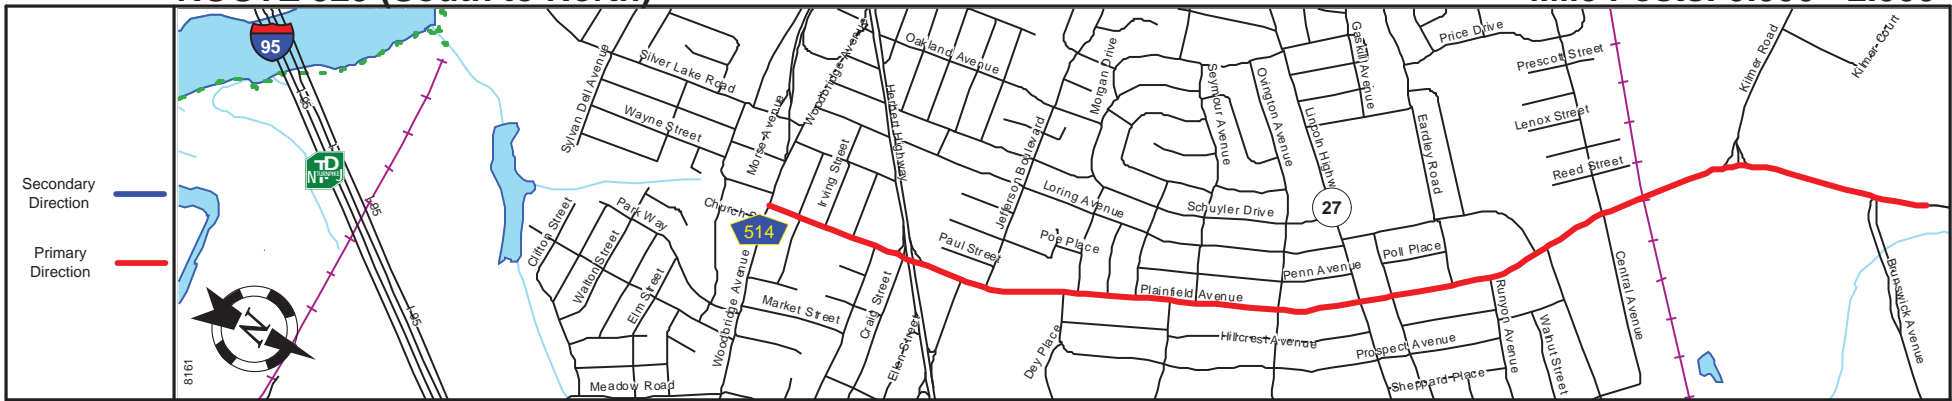 Secondary
Direction
Primary
Direction
8161
95
I-95
N
TURNPIKE
I-95
I-95
N
Sylvan Dell Avenue
Silver Lake Road
Wayne Street
Morse Avenue
Woodbridge Avenue
Oakland Avenue
Herbert Highway
Irving Street
Church S
514
Clifton Street
Park Way
Walton Street
Elm Street
Woodbridge Avenue
Meadow Road
Market Street
Craig Street
Ellen Street
Jefferson Boulevard
Paul Street
Poe Place
Loring Avenue
Morgan Drive
Seymour Avenue
Ovington Avenue
Lincoln Highw
Gaskill Avenue
Schuyler Drive
27
Eardley Road
Price Drive
Prescott Street
Lenox Street
Reed Street
Penn Avenue
Poll Place
Plainfield Avenue
Dey Place
Hillcrest Avenue
Prospect Avenue
Sheppard Place
Runyon Avenue
Walnut Street
Central Avenue
Kilmer Road
Kilmer Court
Brunswick Avenue